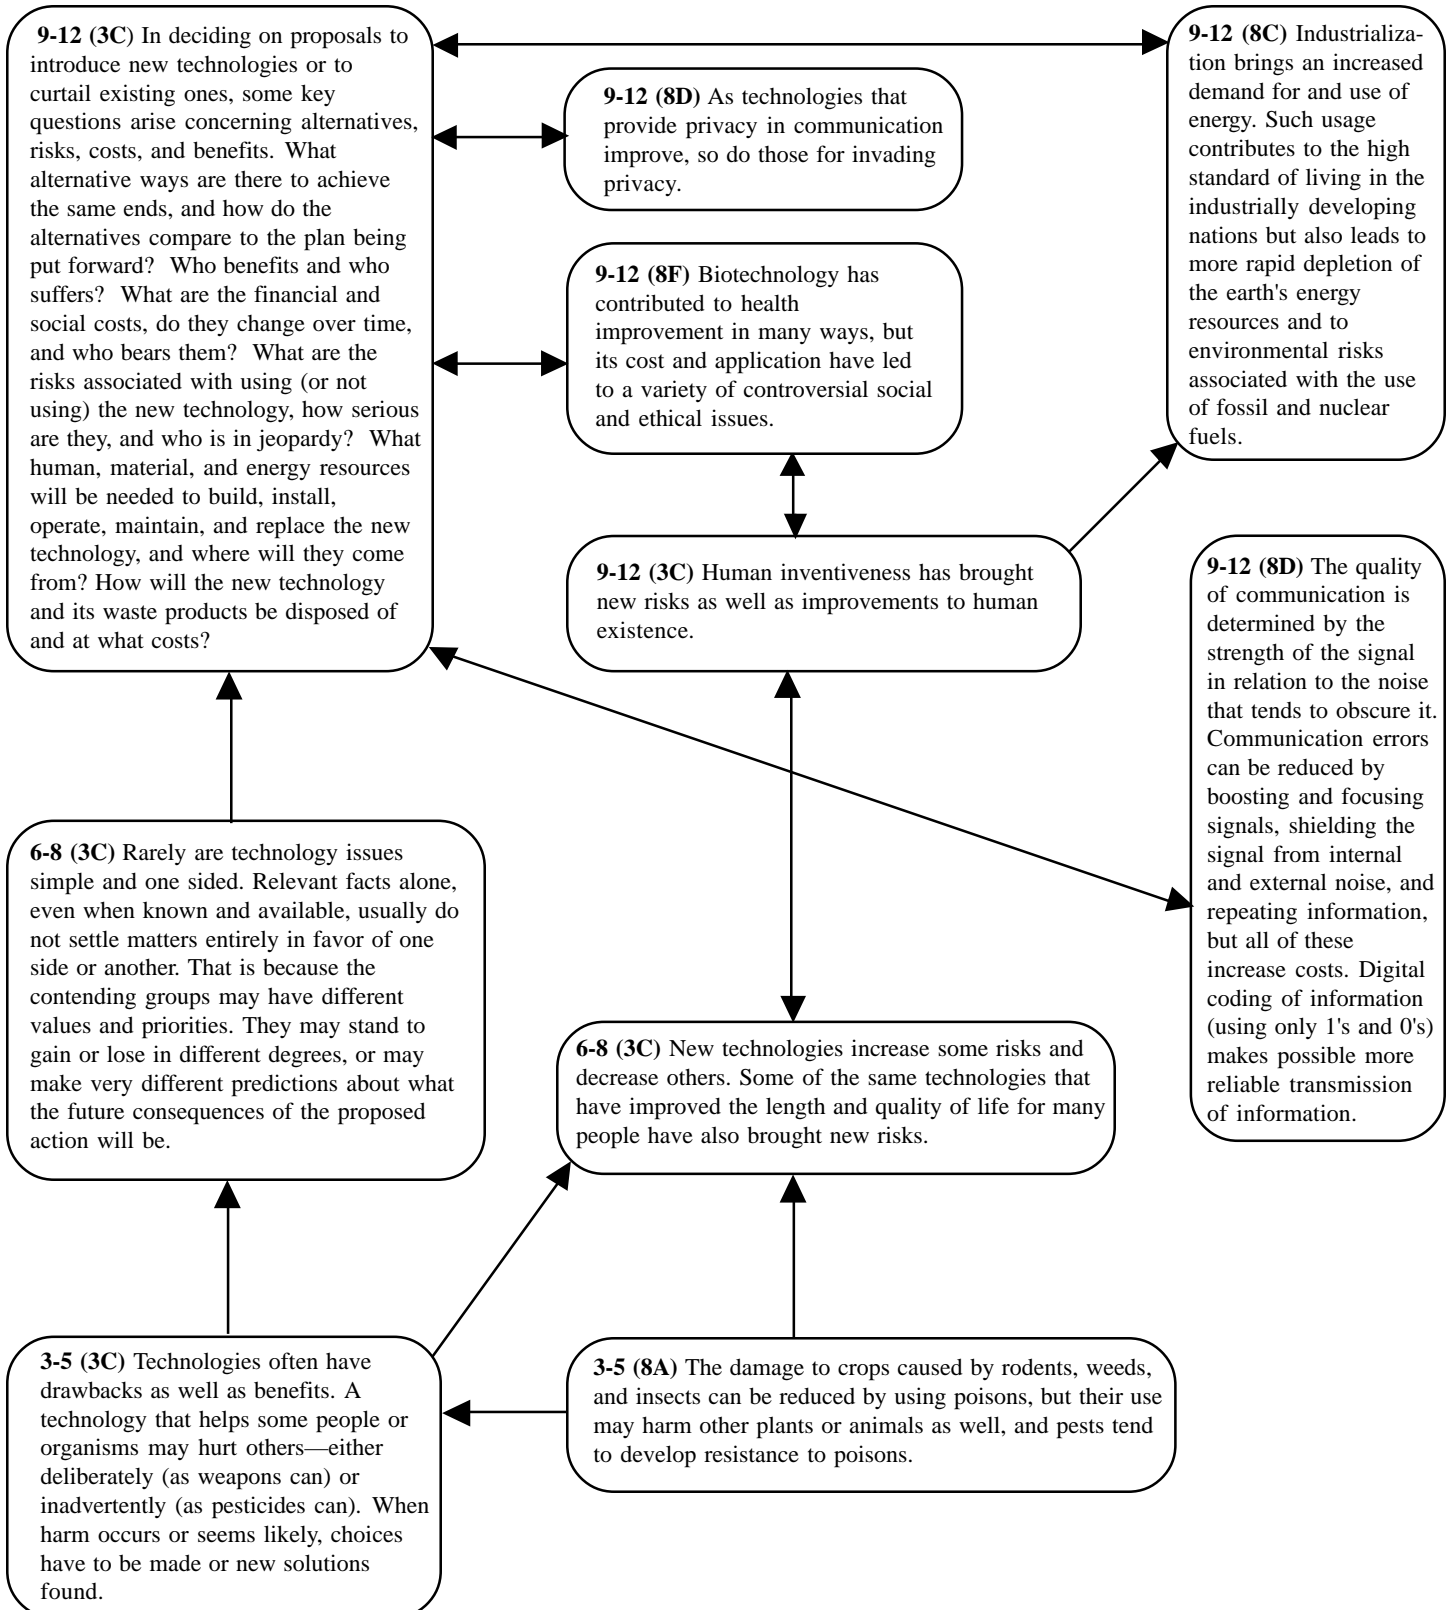 9-12 (3C) In deciding on proposals to
introduce new technologies or to
curtail existing ones, some key
questions arise concerning alternatives,
risks, costs, and benefits. What
alternative ways are there to achieve
the same ends, and how do the
alternatives compare to the plan being
put forward? Who benefits and who
suffers? What are the financial and
social costs, do they change over time,
and who bears them? What are the
risks associated with using (or not
using) the new technology, how serious
are they, and who is in jeopardy? What
human, material, and energy resources
will be needed to build, install,
operate, maintain, and replace the new
technology, and where will they come
from? How will the new technology
and its waste products be disposed of
and at what costs?
9-12 (8D) As technologies that
provide privacy in communication
improve, so do those for invading
privacy.
9-12 (8C) Industrializa-
tion brings an increased
demand for and use of
energy. Such usage
contributes to the high
standard of living in the
industrially developing
nations but also leads to
more rapid depletion of
the earth's energy
resources and to
environmental risks
associated with the use
of fossil and nuclear
fuels.
9-12 (8F) Biotechnology has
contributed to health
improvement in many ways, but
its cost and application have led
to a variety of controversial social
and ethical issues.
9-12 (3C) Human inventiveness has brought
new risks as well as improvements to human
existence.
9-12 (8D) The quality
of communication is
determined by the
strength of the signal
in relation to the noise
that tends to obscure it.
Communication errors
can be reduced by
boosting and focusing
signals, shielding the
signal from internal
and external noise, and
repeating information,
but all of these
increase costs. Digital
coding of information
(using only 1's and 0's)
makes possible more
reliable transmission
of information.
6-8 (3C) Rarely are technology issues
simple and one sided. Relevant facts alone,
even when known and available, usually do
not settle matters entirely in favor of one
side or another. That is because the
contending groups may have different
values and priorities. They may stand to
gain or lose in different degrees, or may
make very different predictions about what
the future consequences of the proposed
action will be.
6-8 (3C) New technologies increase some risks and
decrease others. Some of the same technologies that
have improved the length and quality of life for many
people have also brought new risks.
3-5 (3C) Technologies often have
drawbacks as well as benefits. A
technology that helps some people or
organisms may hurt others—either
deliberately (as weapons can) or
inadvertently (as pesticides can). When
harm occurs or seems likely, choices
have to be made or new solutions
found.
3-5 (8A) The damage to crops caused by rodents, weeds,
and insects can be reduced by using poisons, but their use
may harm other plants or animals as well, and pests tend
to develop resistance to poisons.